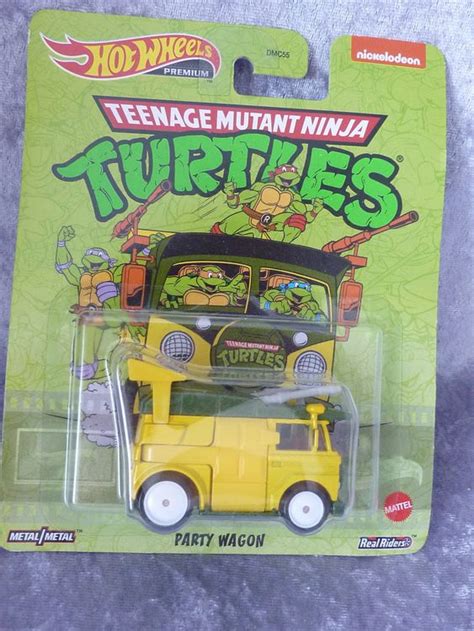 HOT WHEELS
PREMIUM
DMC55
nickelodeon
TEENAGE MUTANT NINJA
TURTLES®
R
TEENAGE MUTANT NINJA
TURTLES
METAL/METAL™
PARTY WAGON
MATTEL
Real Riders